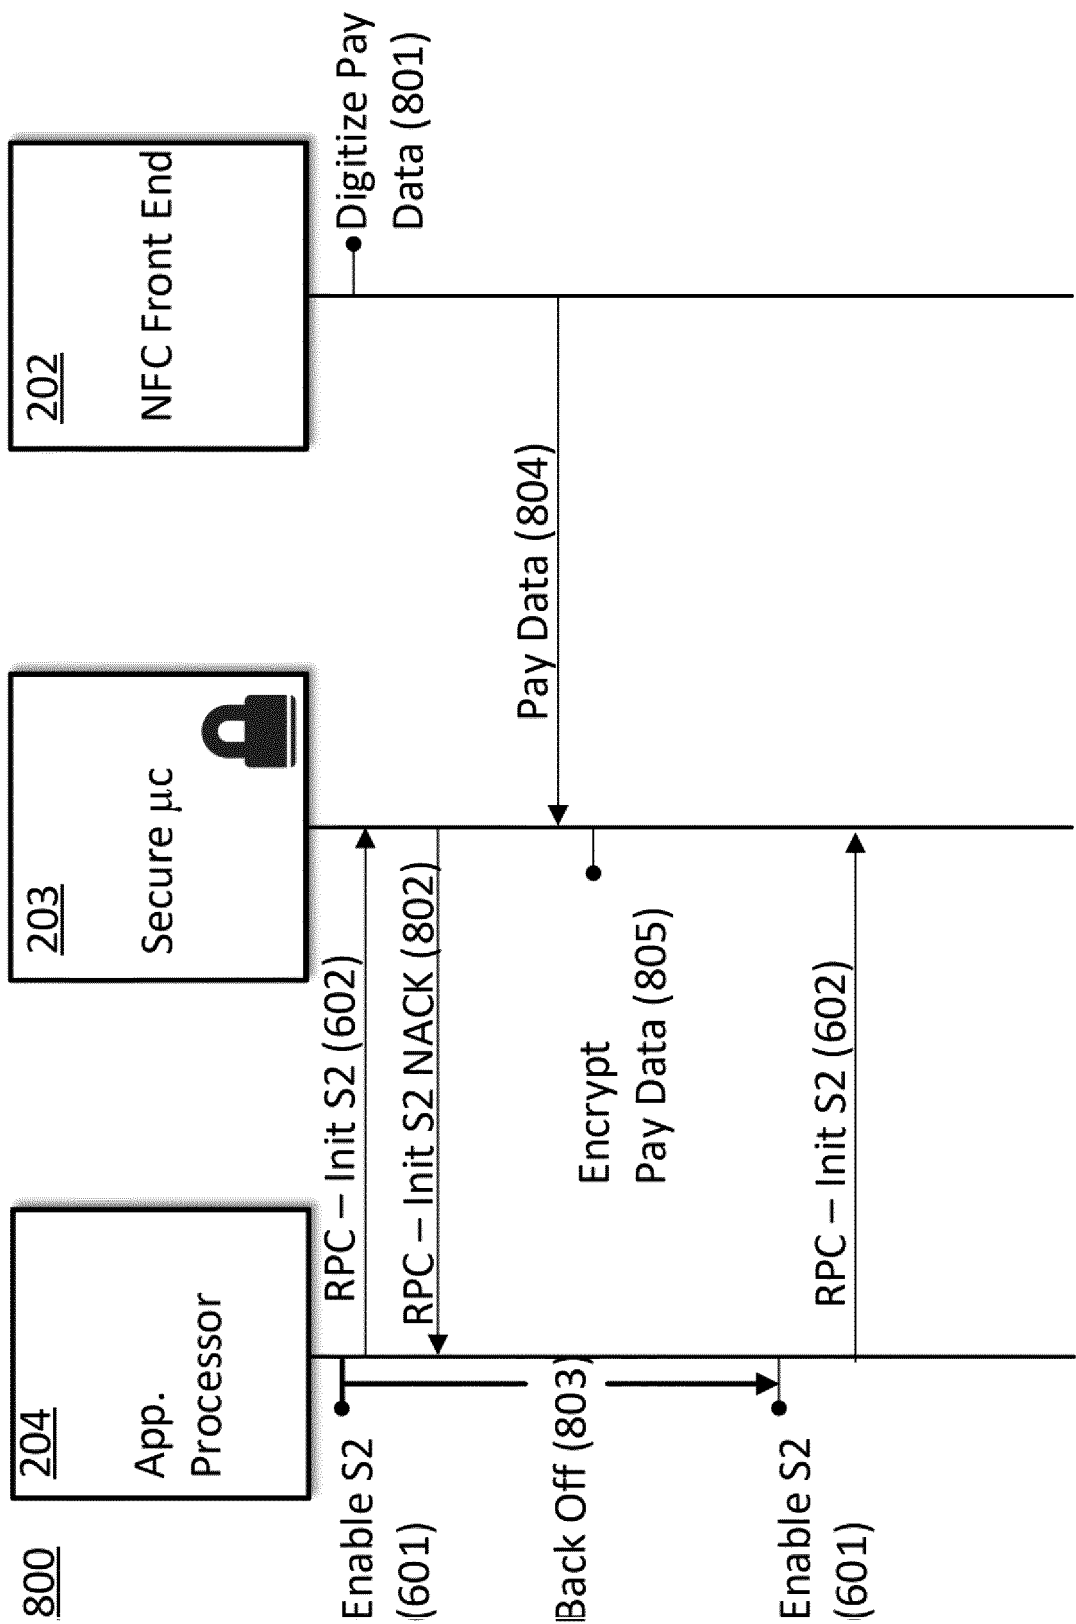 800
204
App.
Processor
203
Secure µc
202
NFC Front End
Enable S2
(601)
RPC – Init S2 (602)
Digitize Pay
Data (801)
RPC – Init S2 NACK (802)
Back Off (803)
Pay Data (804)
Encrypt
Pay Data (805)
Enable S2
(601)
RPC – Init S2 (602)